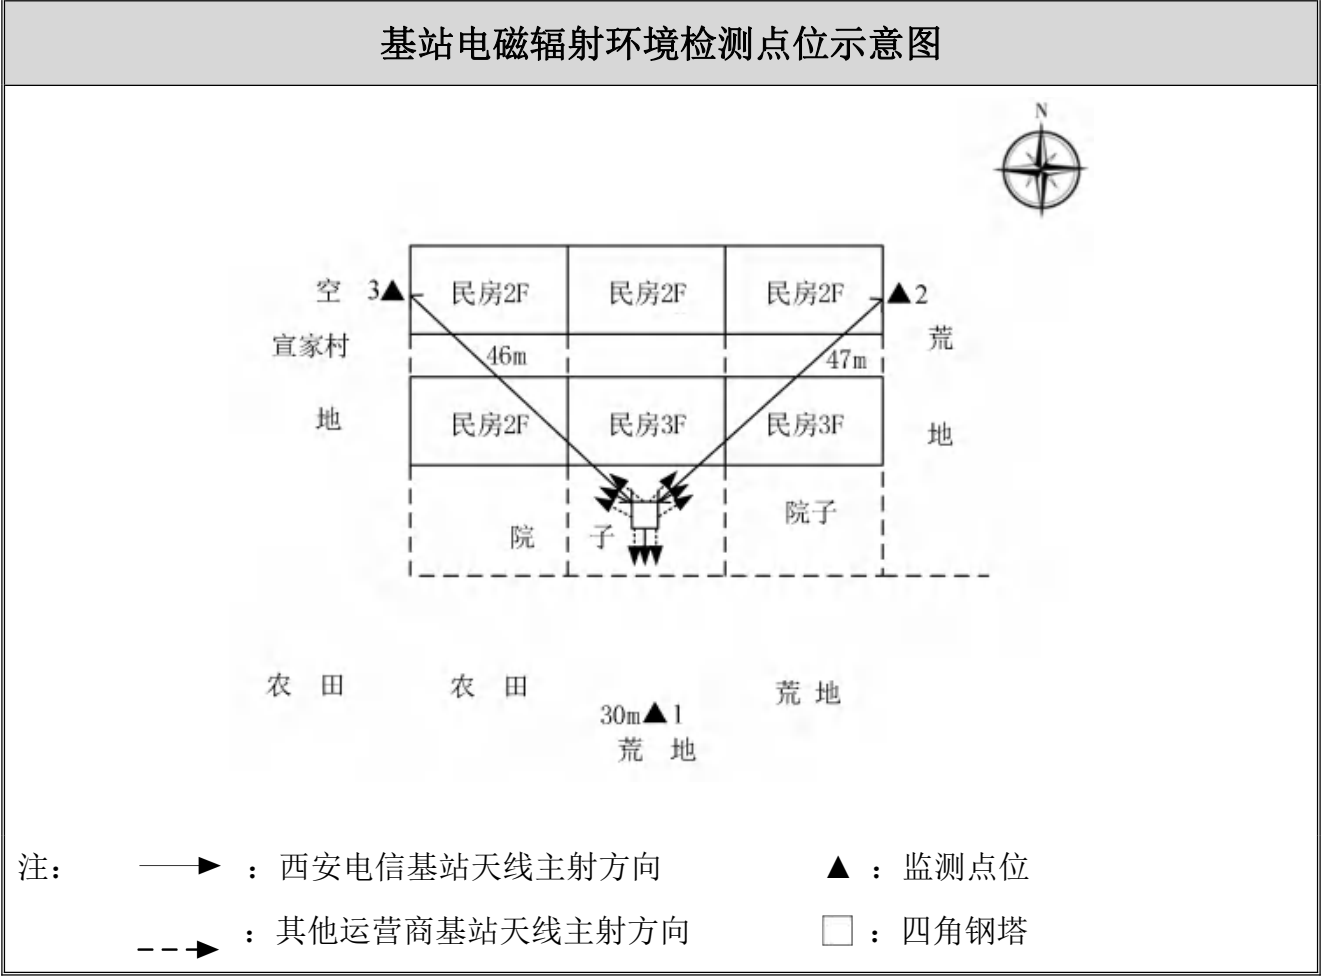 基站电磁辐射环境检测点位示意图
N
空 3▲ 民房2F 民房2F 民房2F ▲2
宣家村 荒
46m 47m
地 民房2F 民房3F 民房3F 地
院子
院 子
农 田 农 田 荒 地
30m▲1
荒 地
注： ：西安电信基站天线主射方向 ▲ ：监测点位
：其他运营商基站天线主射方向 ：四角钢塔